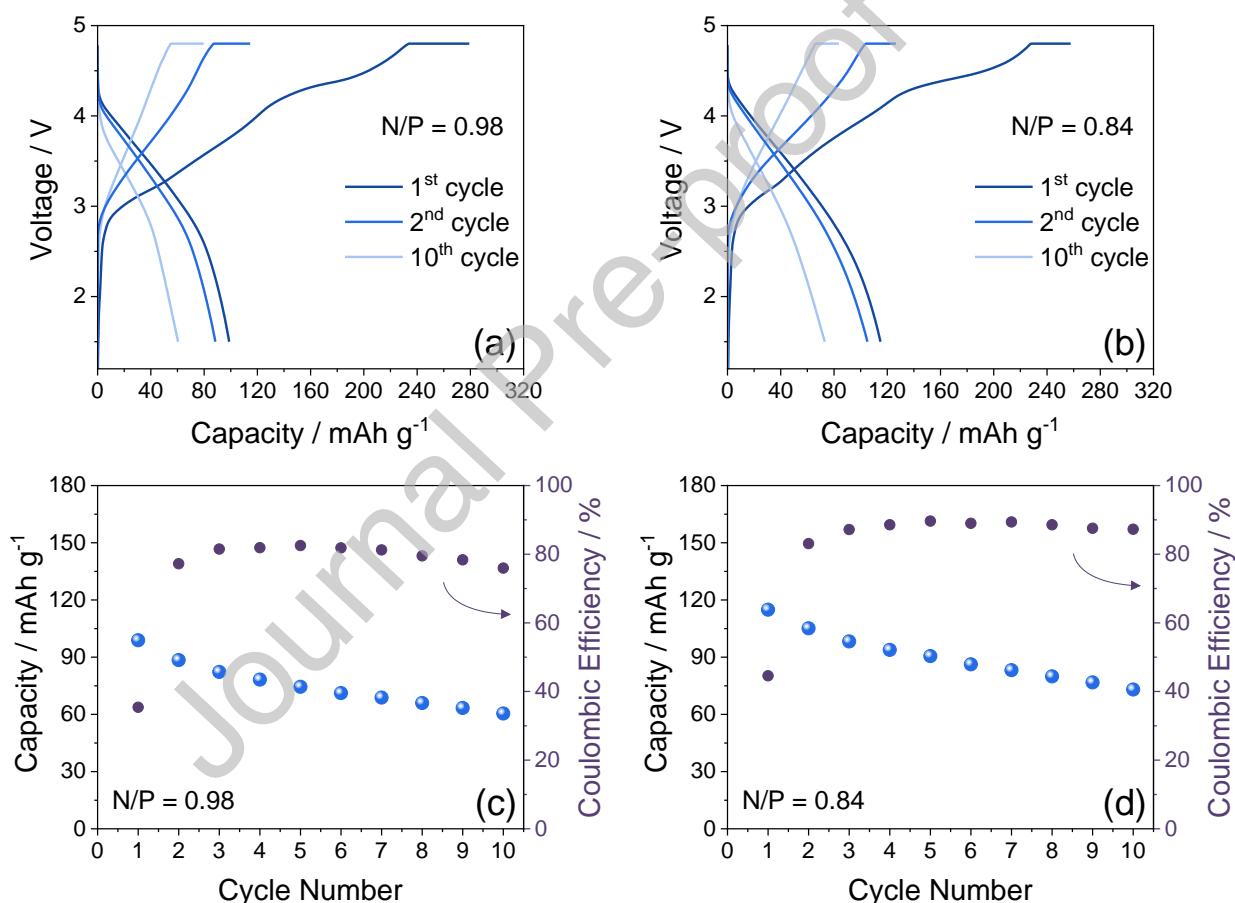 5
4
3
2
Voltage / V
N/P = 0.98
1st cycle
2nd cycle
10th cycle
(a)
0 40 80 120 160 200 240 280 320
Capacity / mAh g-1
5
4
3
2
Voltage / V
N/P = 0.84
1st cycle
2nd cycle
10th cycle
(b)
0 40 80 120 160 200 240 280 320
Capacity / mAh g-1
180
150
120
90
60
30
0
Capacity / mAh g-1
100
80
60
40
20
0
Coulombic Efficiency / %
N/P = 0.98
(c)
0 1 2 3 4 5 6 7 8 9 10
Cycle Number
180
150
120
90
60
30
0
Capacity / mAh g-1
100
80
60
40
20
0
Coulombic Efficiency / %
N/P = 0.84
(d)
0 1 2 3 4 5 6 7 8 9 10
Cycle Number
Journal Pre-proof